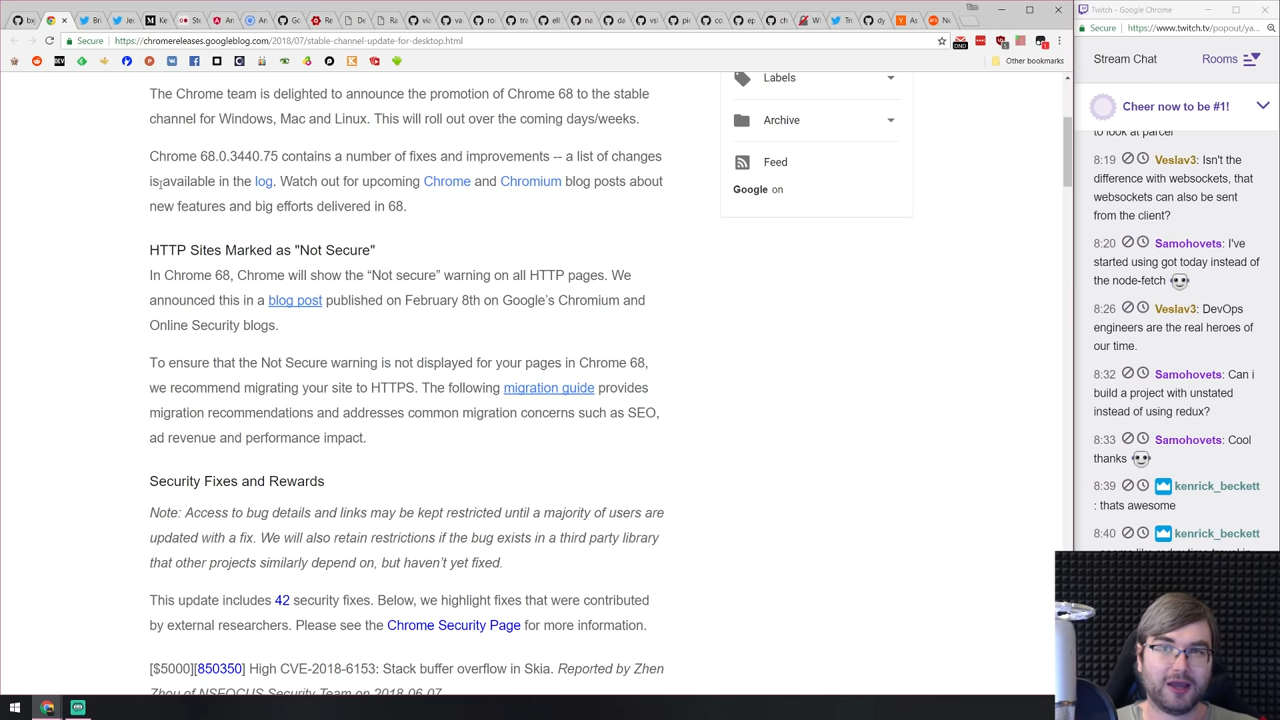 Tim
Twitch - Google Chrome
Secure
https://chromereleases.googleblog.com/2018/07/stable-channel-update-for-desktop.html
Secure
https://www.twitch.tv/popout/ya...
Other bookmarks
Stream Chat
Rooms
Cheer now to be #1!
The Chrome team is delighted to announce the promotion of Chrome 68 to the stable
channel for Windows, Mac and Linux. This will roll out over the coming days/weeks.
Chrome 68.0.3440.75 contains a number of fixes and improvements -- a list of changes
is available in the log. Watch out for upcoming Chrome and Chromium blog posts about
new features and big efforts delivered in 68.
HTTP Sites Marked as "Not Secure"
In Chrome 68, Chrome will show the “Not secure” warning on all HTTP pages. We
announced this in a blog post published on February 8th on Google’s Chromium and
Online Security blogs.
To ensure that the Not Secure warning is not displayed for your pages in Chrome 68,
we recommend migrating your site to HTTPS. The following migration guide provides
migration recommendations and addresses common migration concerns such as SEO,
ad revenue and performance impact.
Security Fixes and Rewards
Note: Access to bug details and links may be kept restricted until a majority of users are
updated with a fix. We will also retain restrictions if the bug exists in a third party library
that other projects similarly depend on, but haven’t yet fixed.
This update includes 42 security fixes. Below, we highlight fixes that were contributed
by external researchers. Please see the Chrome Security Page for more information.
[$5000][850350] High CVE-2018-6153: Stack buffer overflow in Skia. Reported by Zhen
Zhou of NSFOCUS Security Team on 2018-06-07
Labels
Archive
Feed
Google on
to look at parcel
8:19 Veslav3: Isn't the
difference with websockets, that
websockets can also be sent
from the client?
8:20 Samohovets: I've
started using got today instead of
the node-fetch
8:26 Veslav3: DevOps
engineers are the real heroes of
our time.
8:32 Samohovets: Can i
build a project with unstated
instead of using redux?
8:33 Samohovets: Cool
thanks
8:39 kenrick_beckett
: thats awesome
8:40 kenrick_beckett